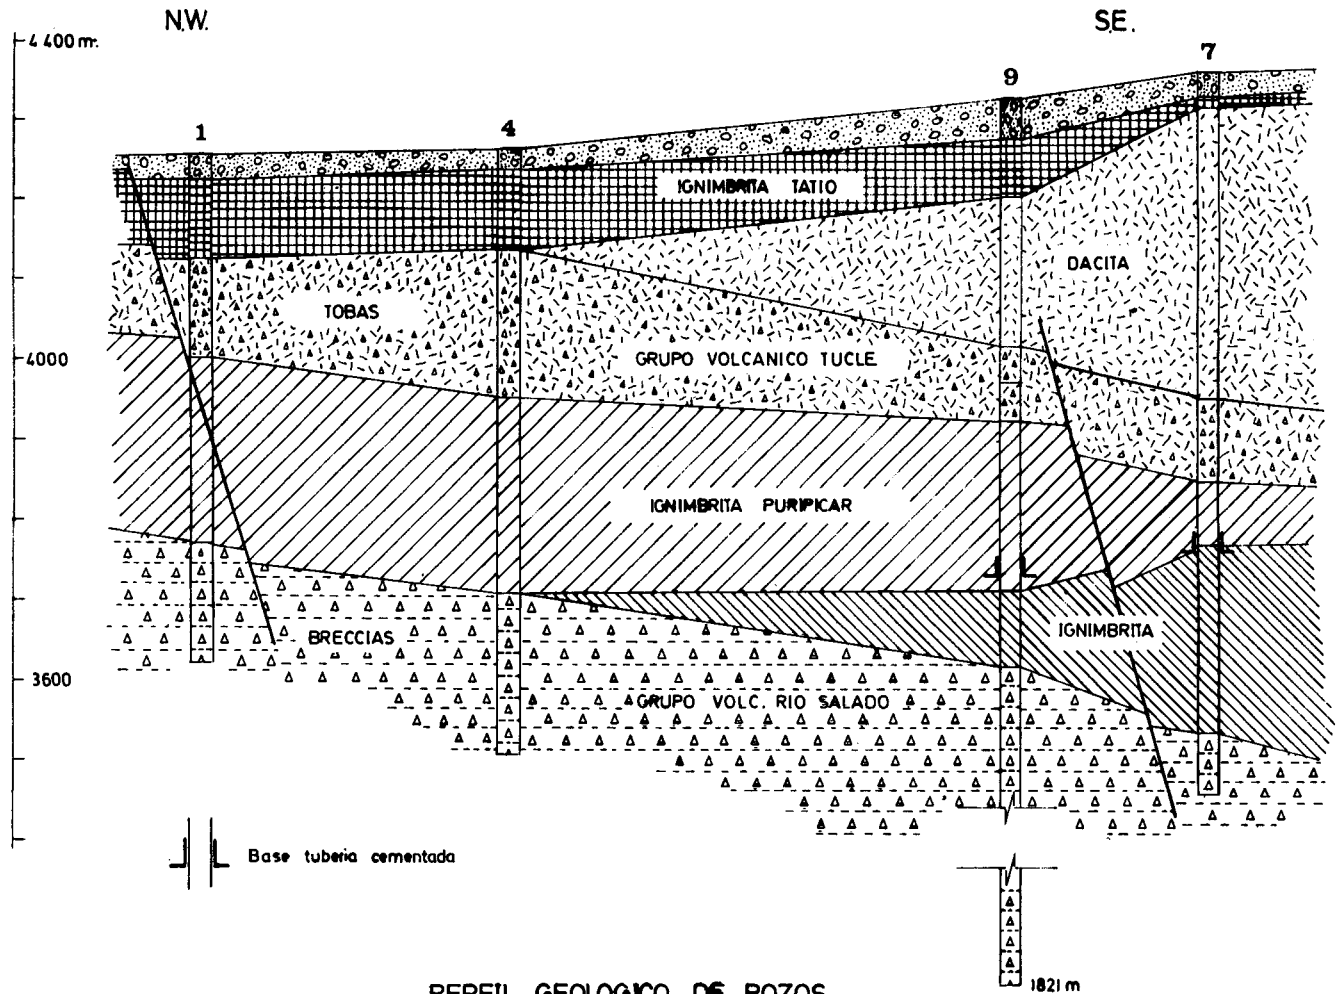 N.W.
S.E.
4 400 m.
7
9
1
4
IGNIMBRITA TATIO
DACITA
TOBAS
4000
GRUPO VOLCANICO TUCLE
IGNIMBRITA PURIPICAR
BRECCIAS
IGNIMBRITA
3600
GRUPO VOLC. RIO SALADO
Base tuberia cementada
1821 m
PERFIL GEOLOGICO DE POZOS